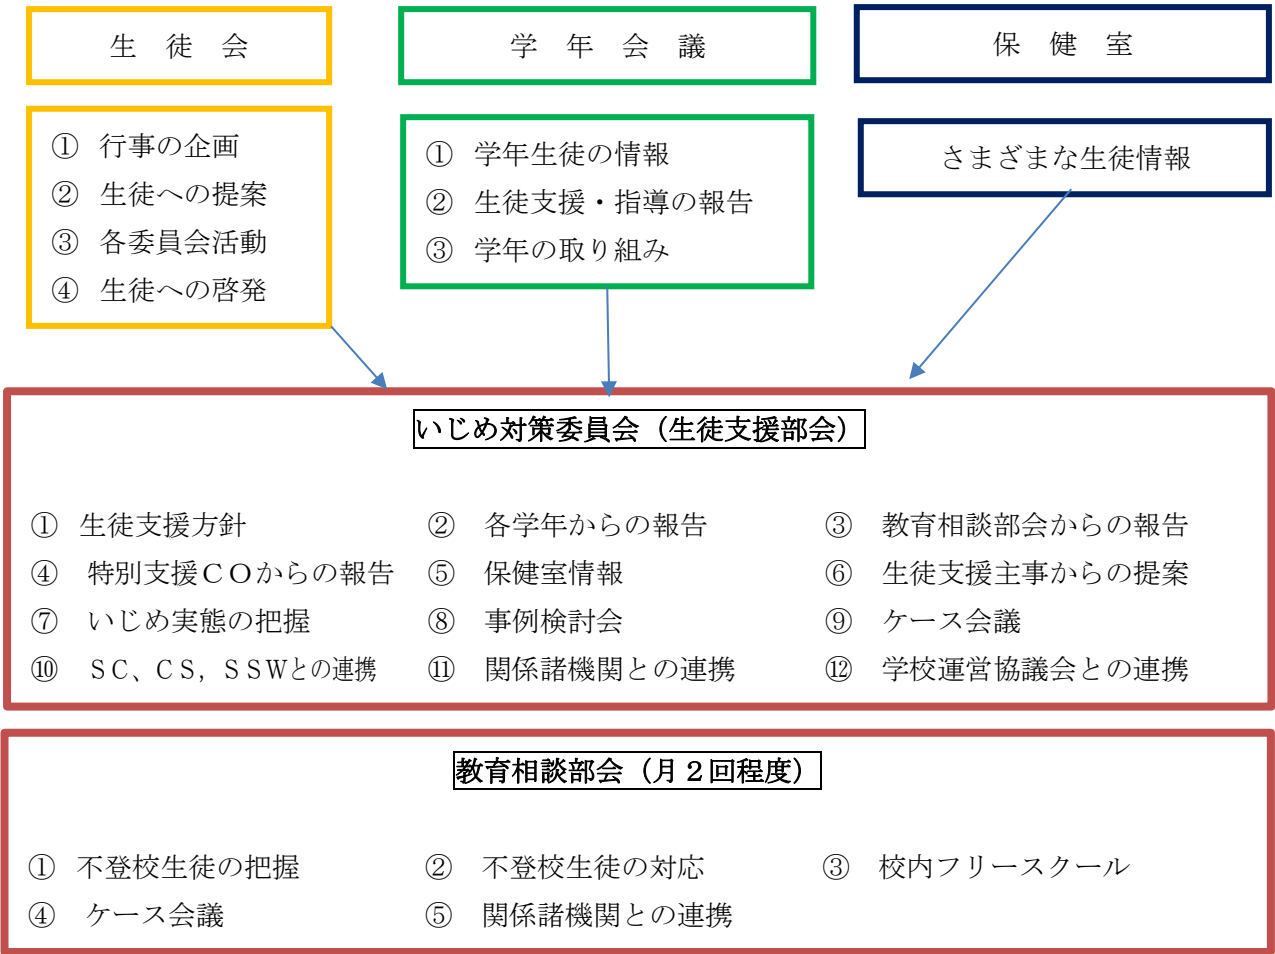 生　徒　会
学　年　会　議
保　健　室
① 行事の企画
② 生徒への提案
③ 各委員会活動
④ 生徒への啓発
① 学年生徒の情報
② 生徒支援・指導の報告
③ 学年の取り組み
さまざまな生徒情報
いじめ対策委員会（生徒支援部会）
① 生徒支援方針 ② 各学年からの報告 ③ 教育相談部会からの報告
④ 特別支援ＣＯからの報告 ⑤ 保健室情報 ⑥ 生徒支援主事からの提案
⑦ いじめ実態の把握 ⑧ 事例検討会 ⑨ ケース会議
⑩ ＳＣ、ＣＳ，ＳＳＷとの連携 ⑪ 関係諸機関との連携 ⑫ 学校運営協議会との連携
教育相談部会（月２回程度）
① 不登校生徒の把握 ② 不登校生徒の対応 ③ 校内フリースクール
④ ケース会議 ⑤ 関係諸機関との連携